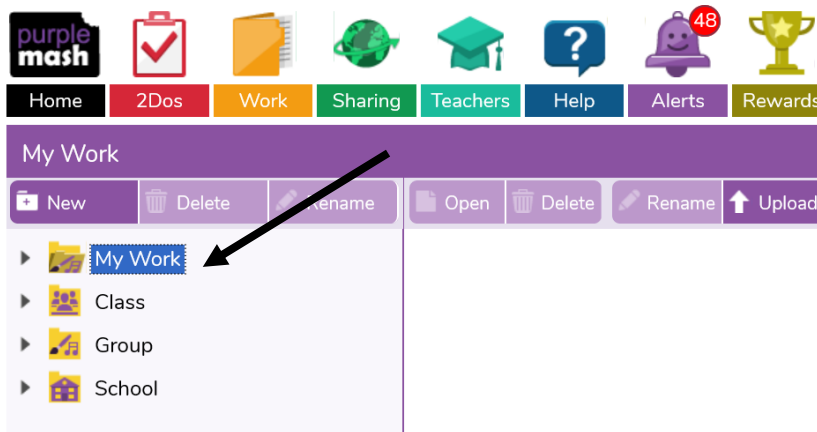 purple
mash
48
Home 2Dos Work Sharing Teachers Help Alerts Rewards
My Work
New Delete Rename Open Delete Rename Upload
My Work
Class
Group
School